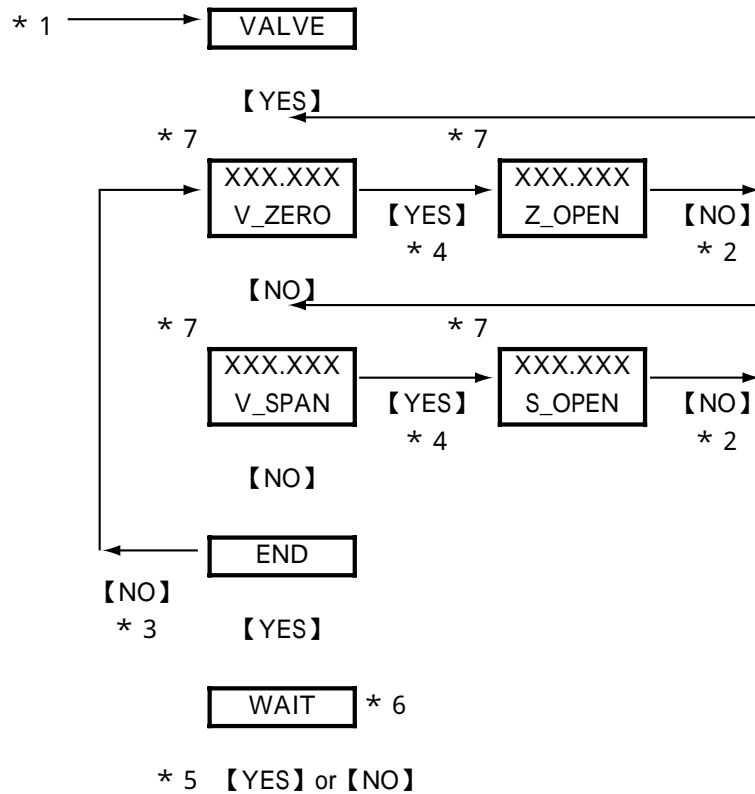 * 1 VALVE
【YES】
* 7 * 7
XXX.XXX XXX.XXX
V_ZERO 【YES】 Z_OPEN 【NO】
* 4 * 2
【NO】
* 7 * 7
XXX.XXX XXX.XXX
V_SPAN 【YES】 S_OPEN 【NO】
* 4 * 2
【NO】
END
【NO】
* 3 【YES】
WAIT * 6
* 5 【YES】or【NO】